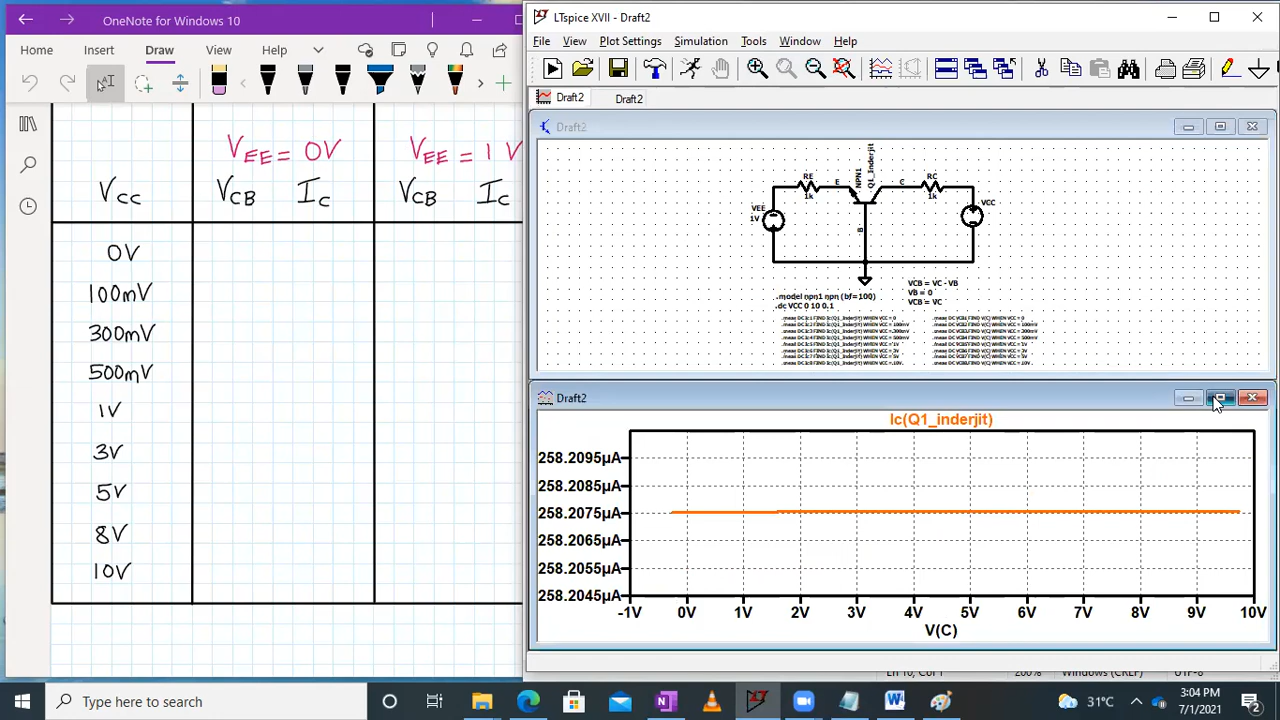 OneNote for Windows 10
Home Insert Draw View Help
VEE = 0V VEE = 1 V
VCC VCB IC VCB IC
0V
100mV
300mV
500mV
1V
3V
5V
8V
10V
LTspice XVII - Draft2
File View Plot Settings Simulation Tools Window Help
Draft2 Draft2
Draft2
NPN1
Q1_Inderjit
RE
1k
E
C
RC
1k
VEE
1V
B
VCC
.model npn1 npn (bf=100)
.dc VCC 0 10 0.1
VCB = VC - VB
VB = 0
VCB = VC
Draft2
Ic(Q1_inderjit)
258.2095µA
258.2085µA
258.2075µA
258.2065µA
258.2055µA
258.2045µA
-1V 0V 1V 2V 3V 4V 5V 6V 7V 8V 9V 10V
V(C)
Type here to search
31°C
3:04 PM
7/1/2021
2